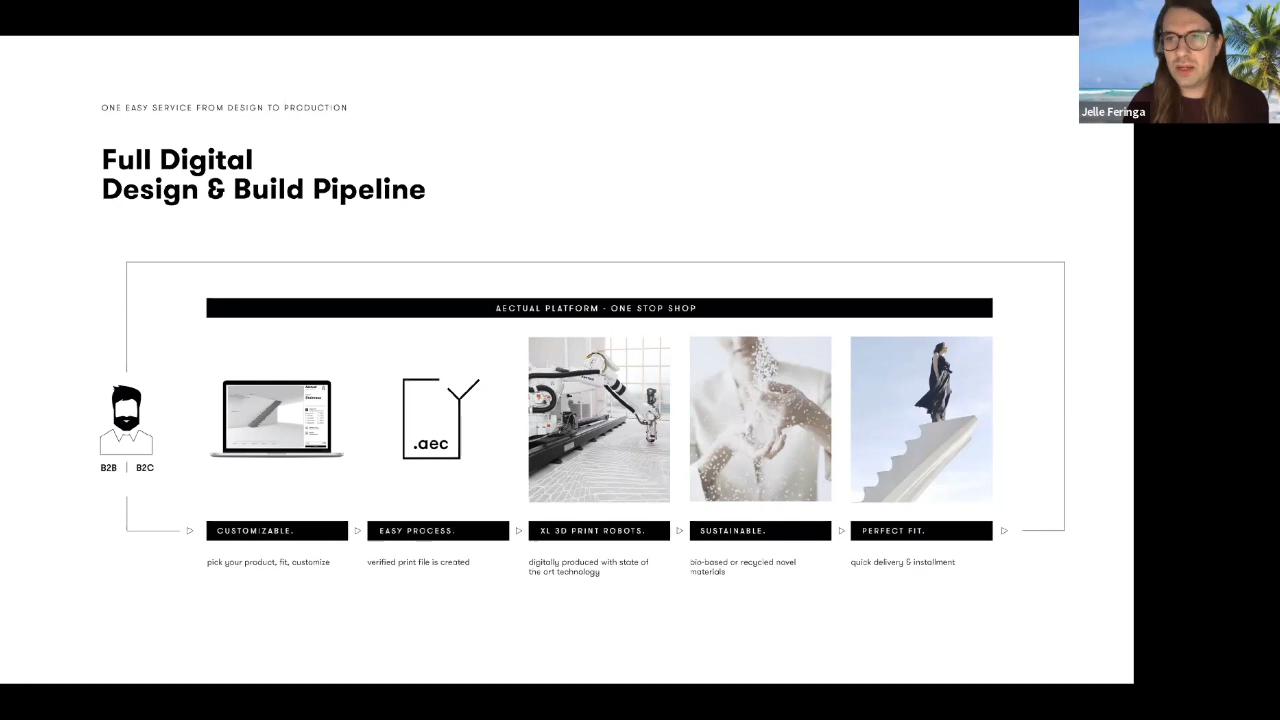 Jelle Feringa
ONE EASY SERVICE FROM DESIGN TO PRODUCTION
Full Digital
Design & Build Pipeline
AECTUAL PLATFORM - ONE STOP SHOP
.aec
B2B | B2C
CUSTOMIZABLE.
pick your product, fit, customize
EASY PROCESS.
verified print file is created
XL 3D PRINT ROBOTS.
digitally produced with state of
the art technology
SUSTAINABLE.
bio-based or recycled novel
materials
PERFECT FIT.
quick delivery & installment